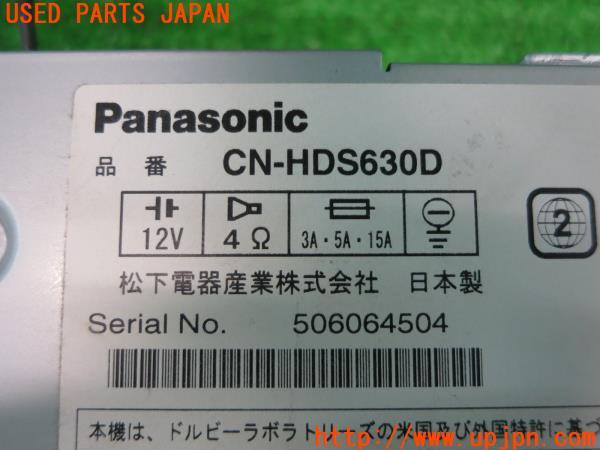 USED PARTS JAPAN
Panasonic
品番 CN-HDS630D
12V 4Ω 3A・5A・15A
2
松下電器産業株式会社 日本製
Serial No. 506064504
本機は、ドルビーラボラトリーズの米国及び外国特許に基づ
www.upjpn.com